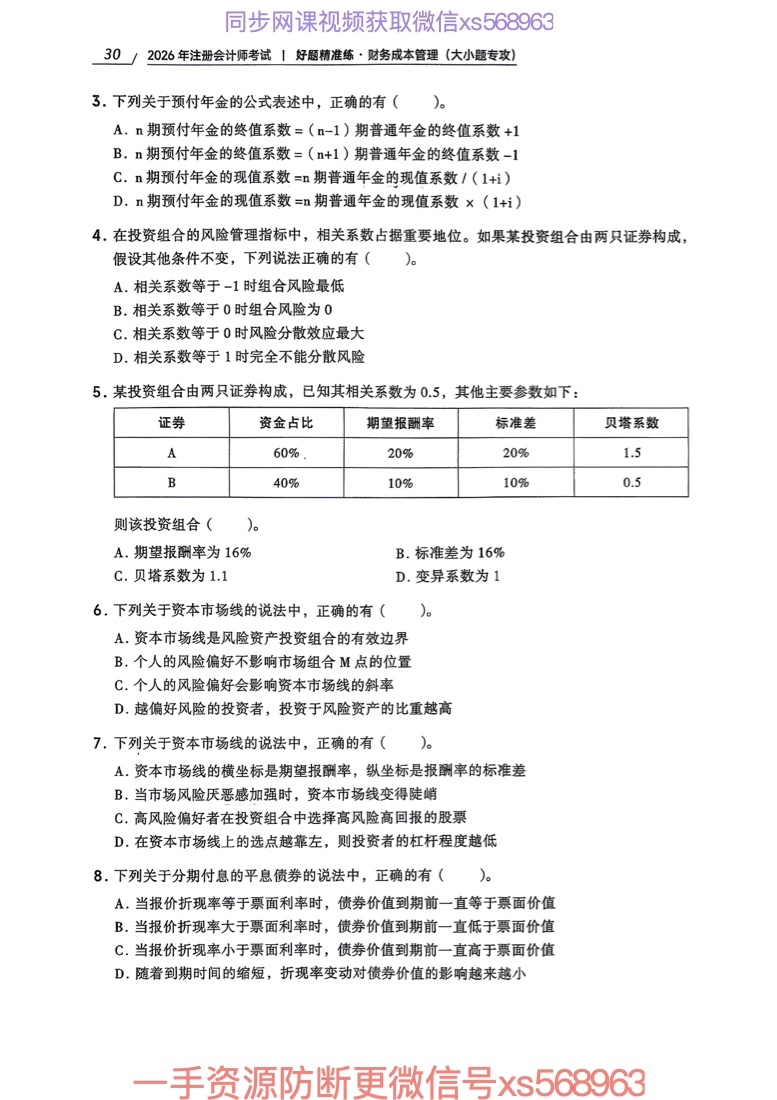 同步网课视频获取微信xs568963
30 / 2026年注册会计师考试 | 好题精准练·财务成本管理（大小题专攻）
3. 下列关于预付年金的公式表述中，正确的有（　　）。
A. n期预付年金的终值系数=（n-1）期普通年金的终值系数+1
B. n期预付年金的终值系数=（n+1）期普通年金的终值系数-1
C. n期预付年金的现值系数=n期普通年金的现值系数/（1+i）
D. n期预付年金的现值系数=n期普通年金的现值系数×（1+i）
4. 在投资组合的风险管理指标中，相关系数占据重要地位。如果某投资组合由两只证券构成，
假设其他条件不变，下列说法正确的有（　　）。
A. 相关系数等于-1时组合风险最低
B. 相关系数等于0时组合风险为0
C. 相关系数等于0时风险分散效应最大
D. 相关系数等于1时完全不能分散风险
5. 某投资组合由两只证券构成，已知其相关系数为0.5，其他主要参数如下：
证券 资金占比 期望报酬率 标准差 贝塔系数
A 60% 20% 20% 1.5
B 40% 10% 10% 0.5
则该投资组合（　　）。
A. 期望报酬率为16% B. 标准差为16%
C. 贝塔系数为1.1 D. 变异系数为1
6. 下列关于资本市场线的说法中，正确的有（　　）。
A. 资本市场线是风险资产投资组合的有效边界
B. 个人的风险偏好不影响市场组合M点的位置
C. 个人的风险偏好会影响资本市场线的斜率
D. 越偏好风险的投资者，投资于风险资产的比重越高
7. 下列关于资本市场线的说法中，正确的有（　　）。
A. 资本市场线的横坐标是期望报酬率，纵坐标是报酬率的标准差
B. 当市场风险厌恶感加强时，资本市场线变得陡峭
C. 高风险偏好者在投资组合中选择高风险高回报的股票
D. 在资本市场线上的选点越靠左，则投资者的杠杆程度越低
8. 下列关于分期付息的平息债券的说法中，正确的有（　　）。
A. 当报价折现率等于票面利率时，债券价值到期前一直等于票面价值
B. 当报价折现率大于票面利率时，债券价值到期前一直低于票面价值
C. 当报价折现率小于票面利率时，债券价值到期前一直高于票面价值
D. 随着到期时间的缩短，折现率变动对债券价值的影响越来越小
一手资源防断更微信号xs568963